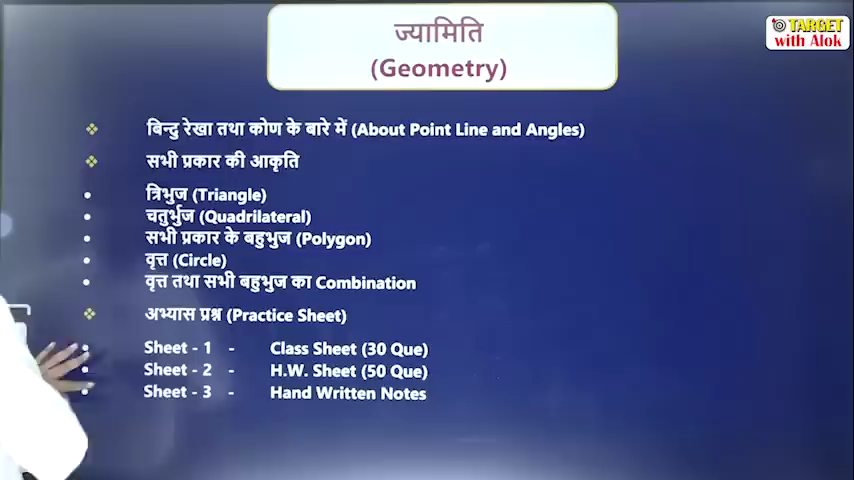 ज्यामिति
(Geometry)
TARGET
with Alok
बिन्दु रेखा तथा कोण के बारे में (About Point Line and Angles)
सभी प्रकार की आकृति
त्रिभुज (Triangle)
चतुर्भुज (Quadrilateral)
सभी प्रकार के बहुभुज (Polygon)
वृत्त (Circle)
वृत्त तथा सभी बहुभुज का Combination
अभ्यास प्रश्न (Practice Sheet)
Sheet - 1 - Class Sheet (30 Que)
Sheet - 2 - H.W. Sheet (50 Que)
Sheet - 3 - Hand Written Notes